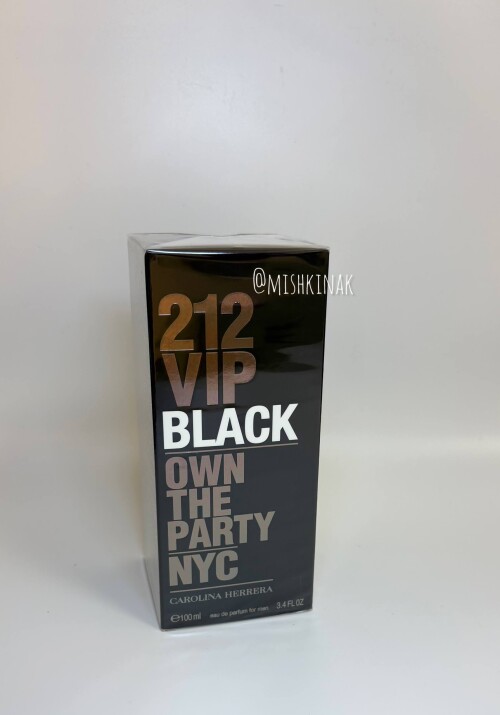 @MISHKINAK
212
VIP
BLACK
OWN
THE
PARTY
NYC
CAROLINA HERRERA
℮100 ml eau de parfum for men 3.4 FL OZ